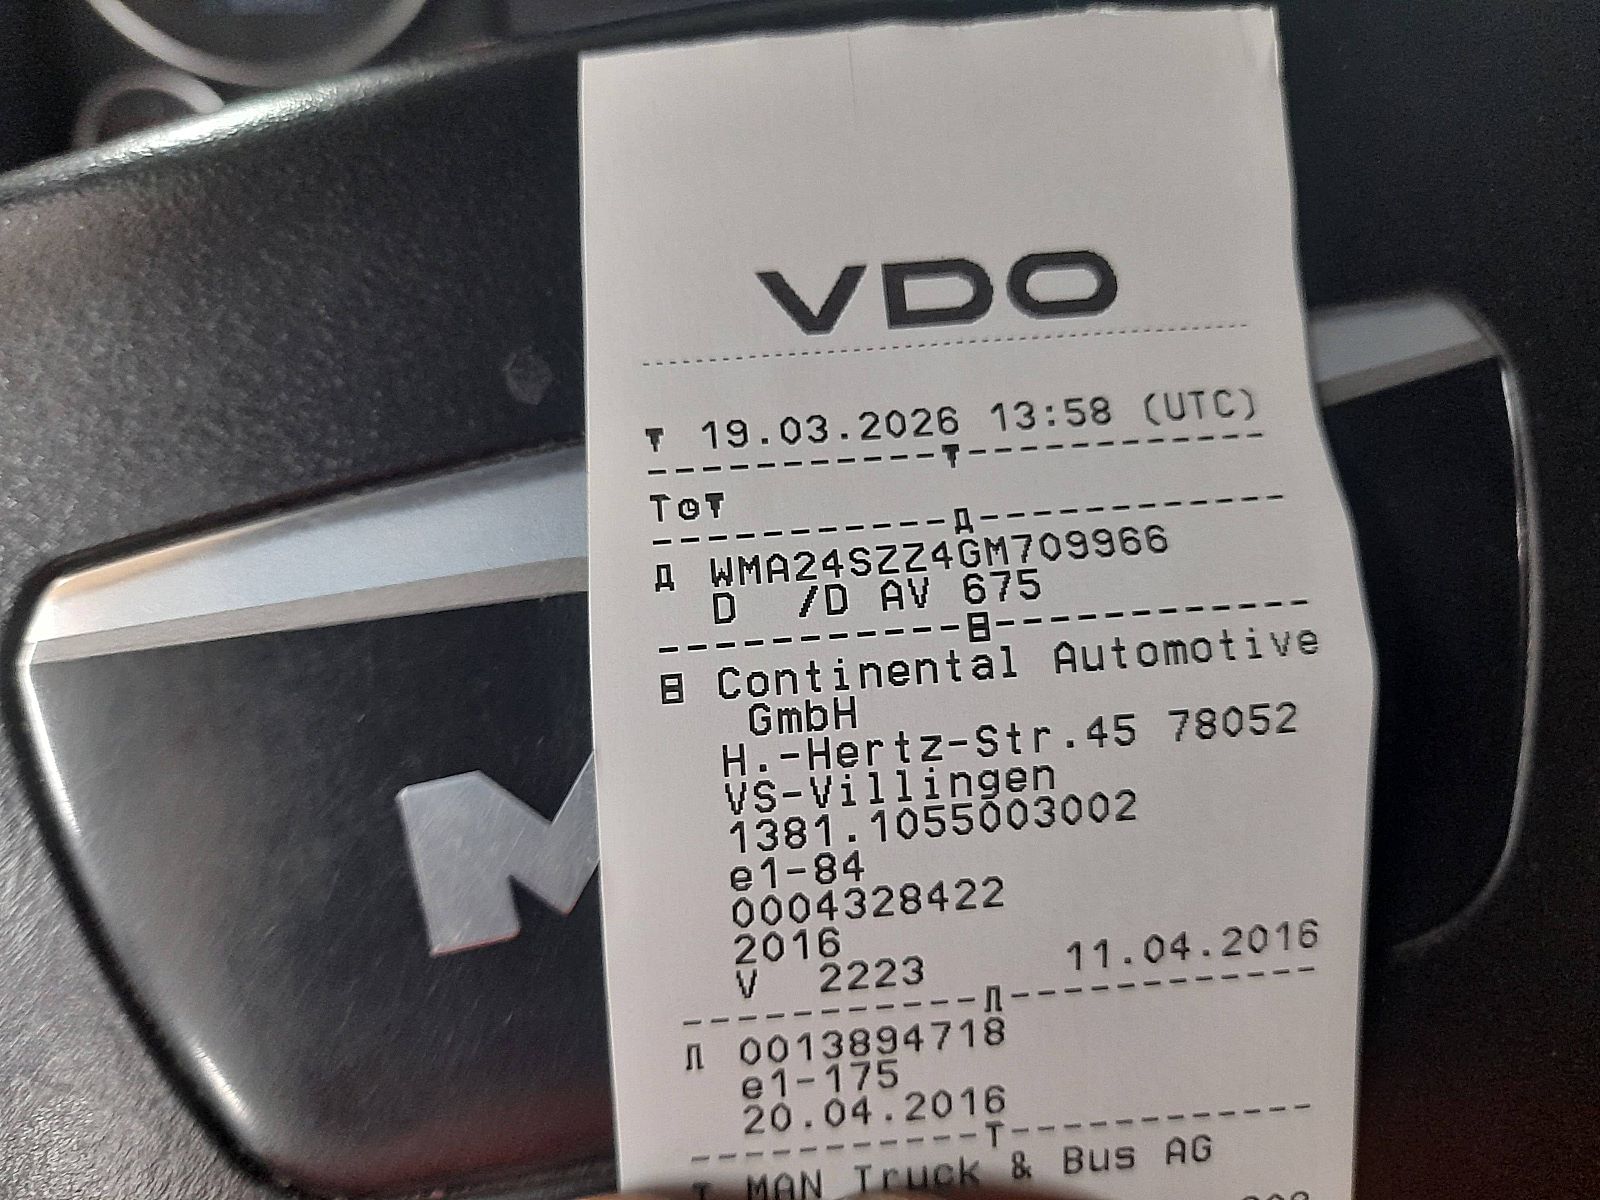 VDO
▼ 19.03.2026 13:58 (UTC)
-----------▼-----------
T⊙▼
-----------Д-----------
Д WMA24SZZ4GM709966
D /D AV 675
-----------日-----------
日 Continental Automotive
GmbH
H.-Hertz-Str.45 78052
VS-Villingen
1381.1055003002
e1-84
0004328422
2016
V 2223 11.04.2016
-----------Л-----------
Л 0013894718
e1-175
20.04.2016
-----------T-----------
T MAN Truck & Bus AG
M